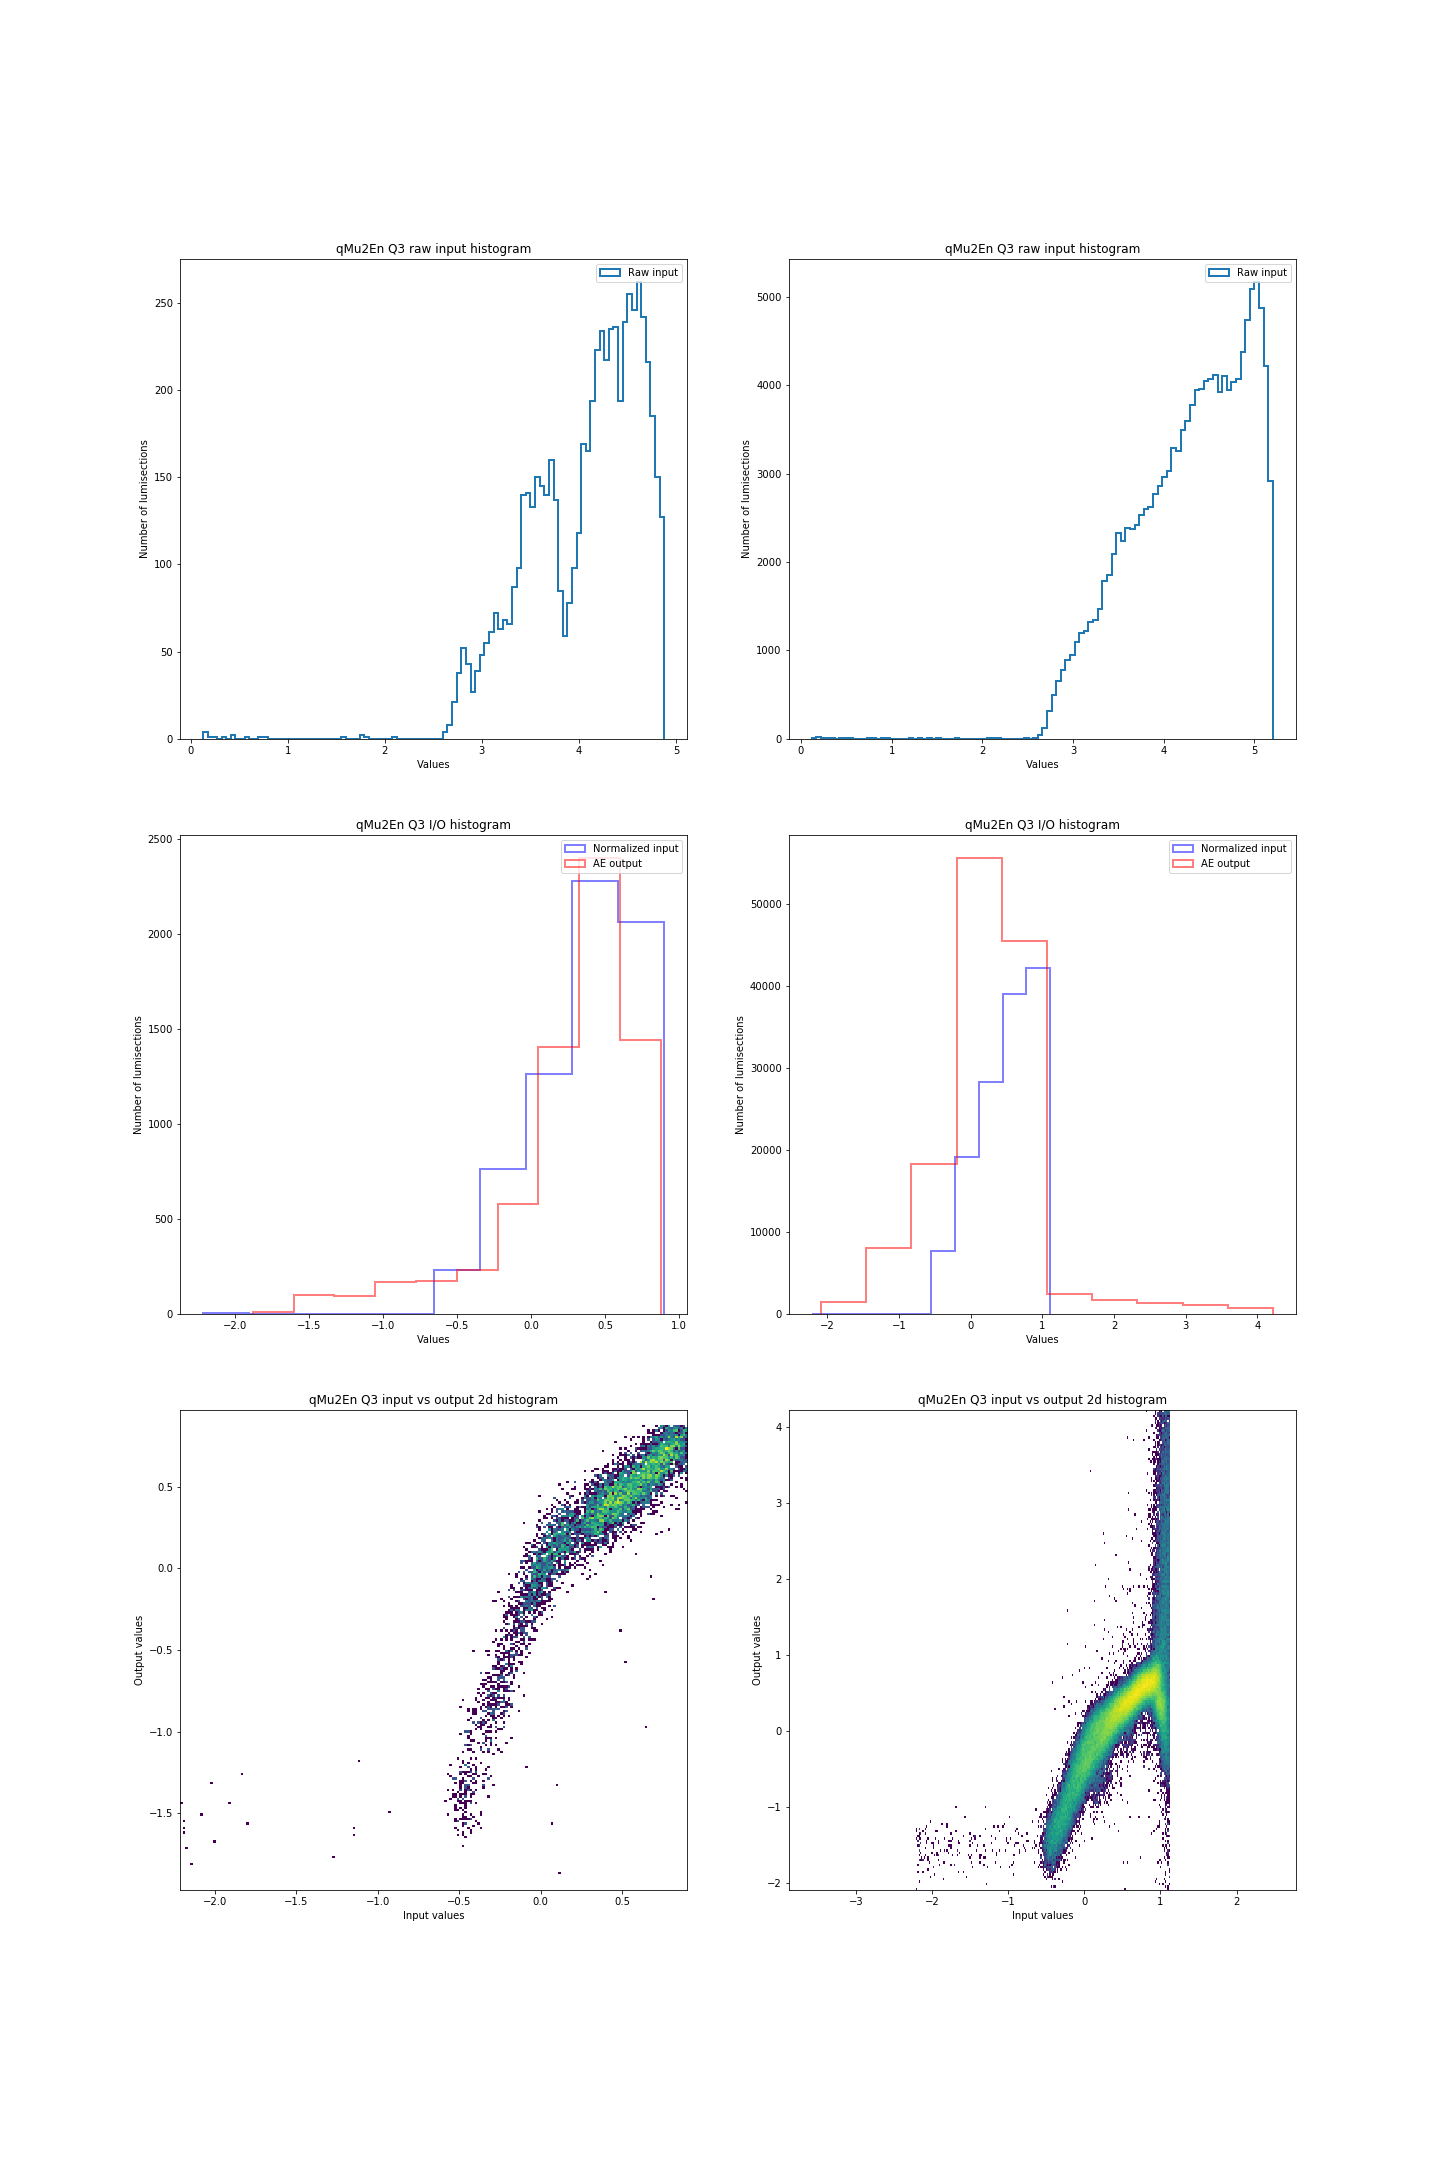 qMu2En Q3 raw input histogram
Raw input
250
200
150
100
50
0
0 1 2 3 4 5
Number of lumisections
Values
qMu2En Q3 raw input histogram
Raw input
5000
4000
3000
2000
1000
0
0 1 2 3 4 5
Number of lumisections
Values
qMu2En Q3 I/O histogram
Normalized input
AE output
2500
2000
1500
1000
500
0
−2.0 −1.5 −1.0 −0.5 0.0 0.5 1.0
Number of lumisections
Values
qMu2En Q3 I/O histogram
Normalized input
AE output
50000
40000
30000
20000
10000
0
−2 −1 0 1 2 3 4
Number of lumisections
Values
qMu2En Q3 input vs output 2d histogram
0.5
0.0
−0.5
−1.0
−1.5
−2.0 −1.5 −1.0 −0.5 0.0 0.5
Output values
Input values
qMu2En Q3 input vs output 2d histogram
4
3
2
1
0
−1
−2
−3 −2 −1 0 1 2
Output values
Input values